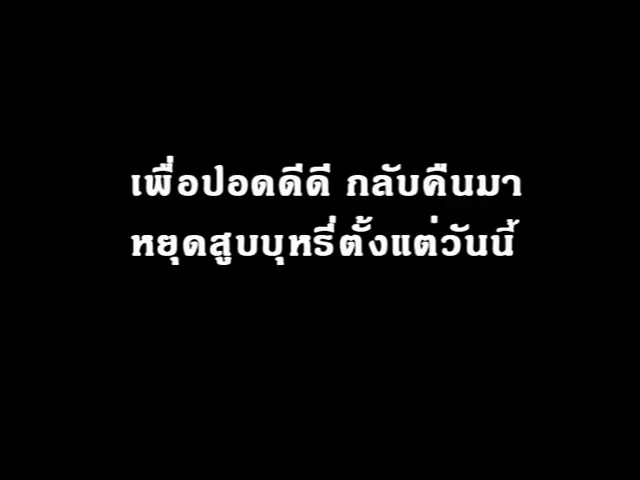 เพื่อปอดดีดี กลับคืนมา
หยุดสูบบุหรี่ตั้งแต่วันนี้